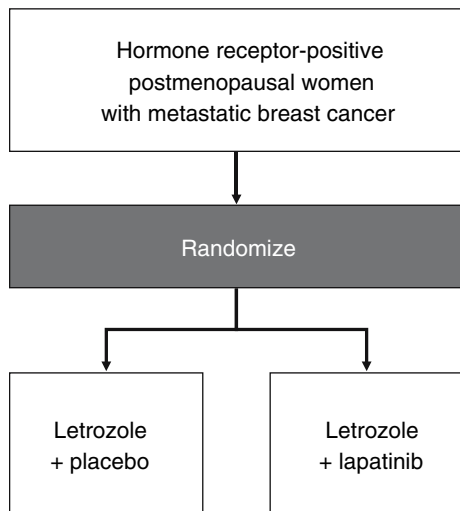 Hormone receptor-positive
postmenopausal women
with metastatic breast cancer
Randomize
Letrozole
+ placebo
Letrozole
+ lapatinib